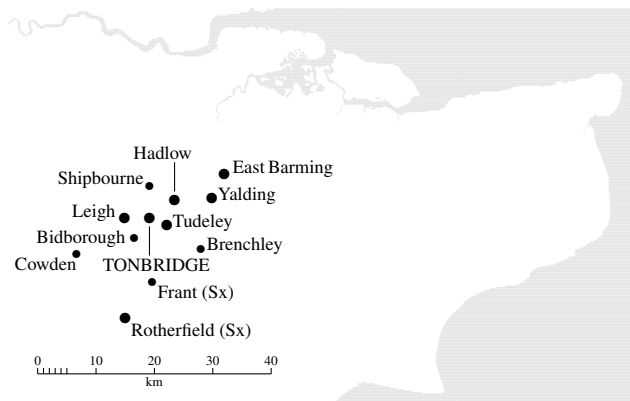 Hadlow
East Barming
Shipbourne
Yalding
Leigh
Tudeley
Bidborough
Brenchley
Cowden
TONBRIDGE
Frant (Sx)
Rotherfield (Sx)
0 10 20 30 40
km